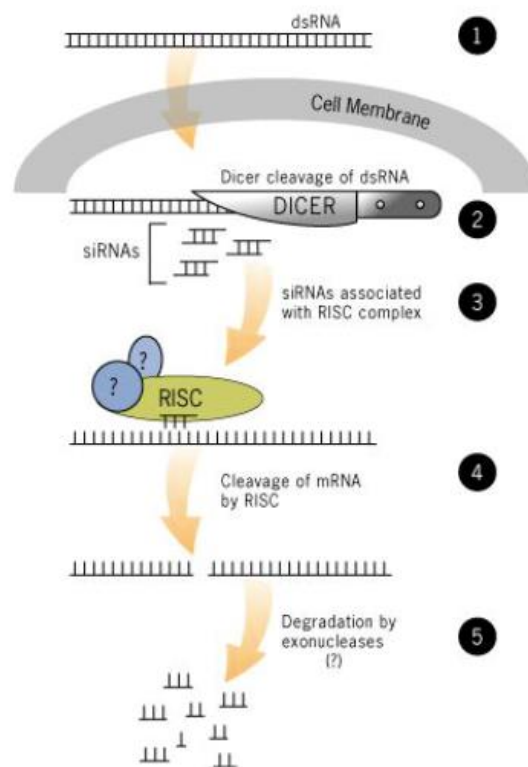 dsRNA
1
Cell Membrane
Dicer cleavage of dsRNA
DICER
2
siRNAs
siRNAs associated
with RISC complex
3
?
?
RISC
Cleavage of mRNA
by RISC
4
Degradation by
exonucleases
(?)
5